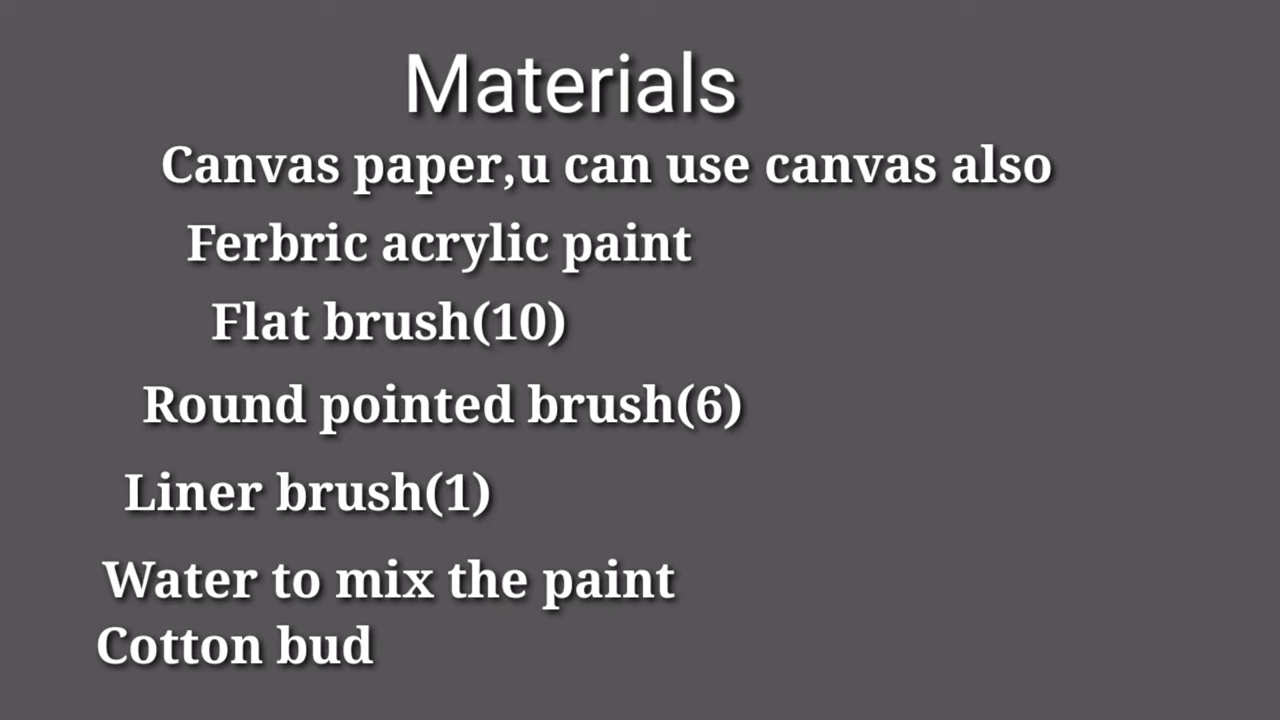 Materials
Canvas paper,u can use canvas also
Ferbric acrylic paint
Flat brush(10)
Round pointed brush(6)
Liner brush(1)
Water to mix the paint
Cotton bud